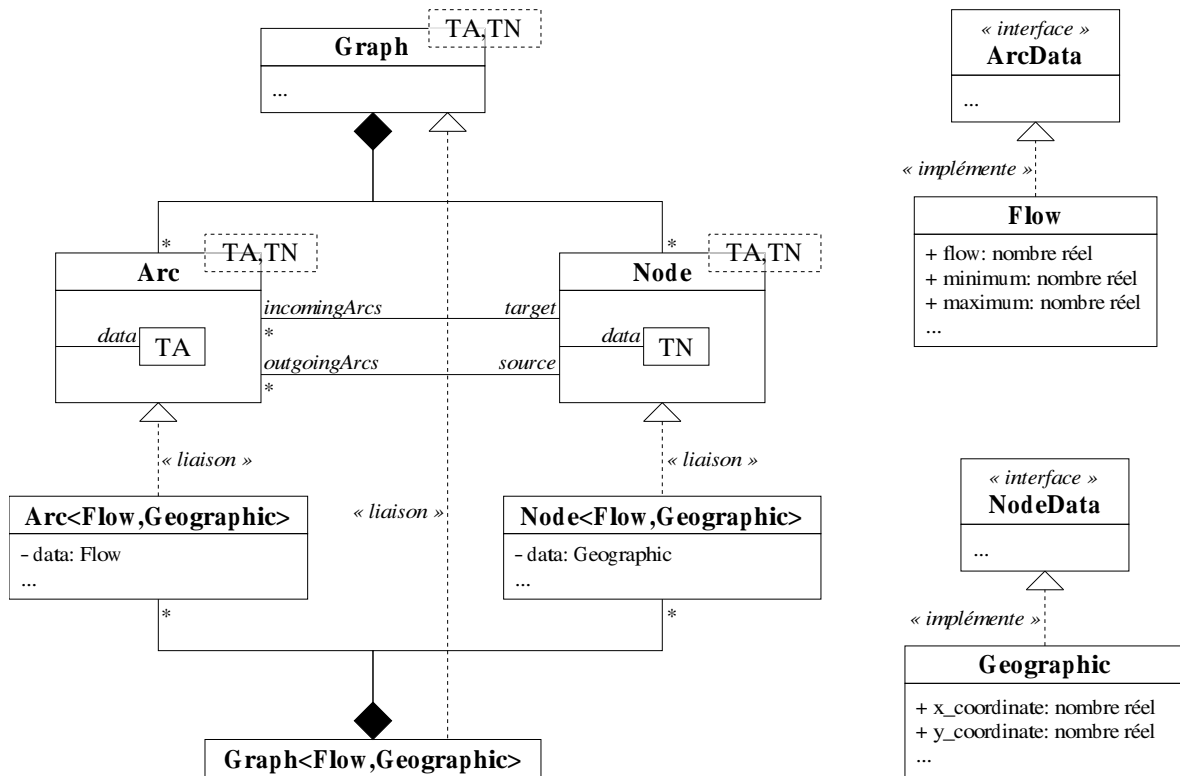 TA,TN
Graph
...
« interface »
ArcData
...
« implémente »
Flow
+ flow: nombre réel
+ minimum: nombre réel
+ maximum: nombre réel
...
*
*
TA,TN
Arc
TA,TN
Node
incomingArcs
target
*
data
TA
data
TN
outgoingArcs
source
*
« liaison »
« liaison »
« liaison »
Arc<Flow,Geographic>
– data: Flow
...
Node<Flow,Geographic>
– data: Geographic
...
*
*
Graph<Flow,Geographic>
« interface »
NodeData
...
« implémente »
Geographic
+ x_coordinate: nombre réel
+ y_coordinate: nombre réel
...